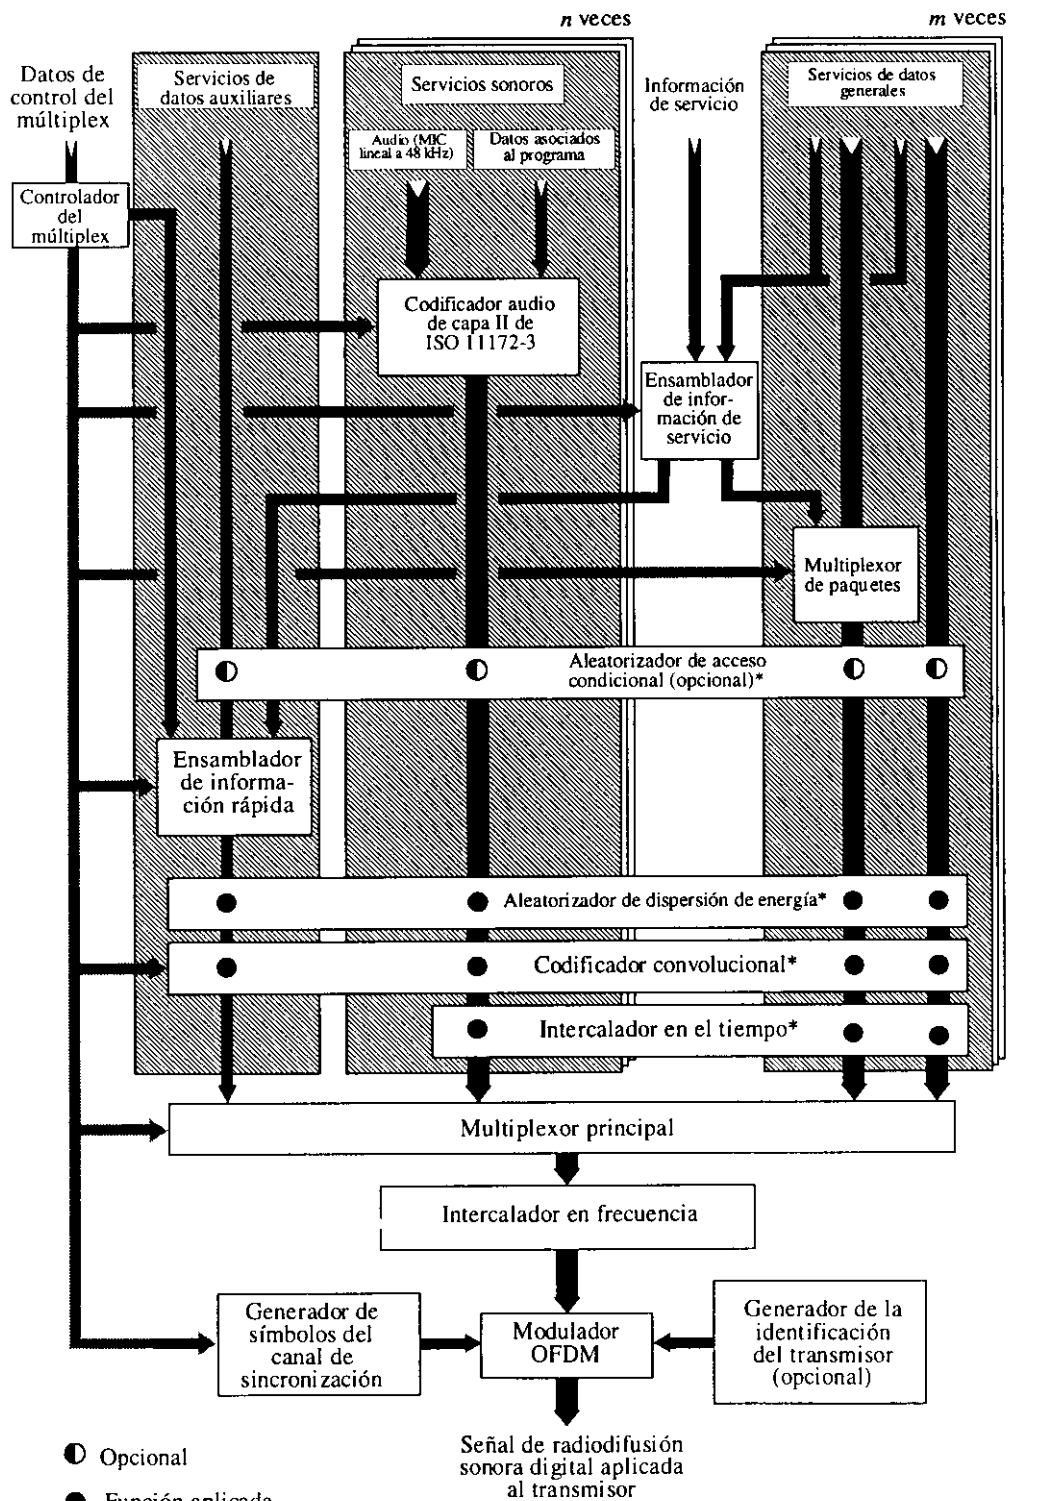 n veces
m veces
Datos de
control del
múltiplex
Servicios de
datos auxiliares
Servicios sonoros
Información
de servicio
Servicios de datos
generales
Audio (MIC
lineal a 48 kHz)
Datos asociados
al programa
Controlador
del
múltiplex
Codificador audio
de capa II de
ISO 11172-3
Ensamblador
de infor-
mación de
servicio
Multiplexor
de paquetes
Aleatorizador de acceso
condicional (opcional)*
Ensamblador
de informa-
ción rápida
Aleatorizador de dispersión de energía*
Codificador convolucional*
Intercalador en el tiempo*
Multiplexor principal
Intercalador en frecuencia
Generador de
símbolos del
canal de
sincronización
Modulador
OFDM
Generador de la
identificación
del transmisor
(opcional)
Señal de radiodifusión
sonora digital aplicada
al transmisor
Opcional
Función aplicada